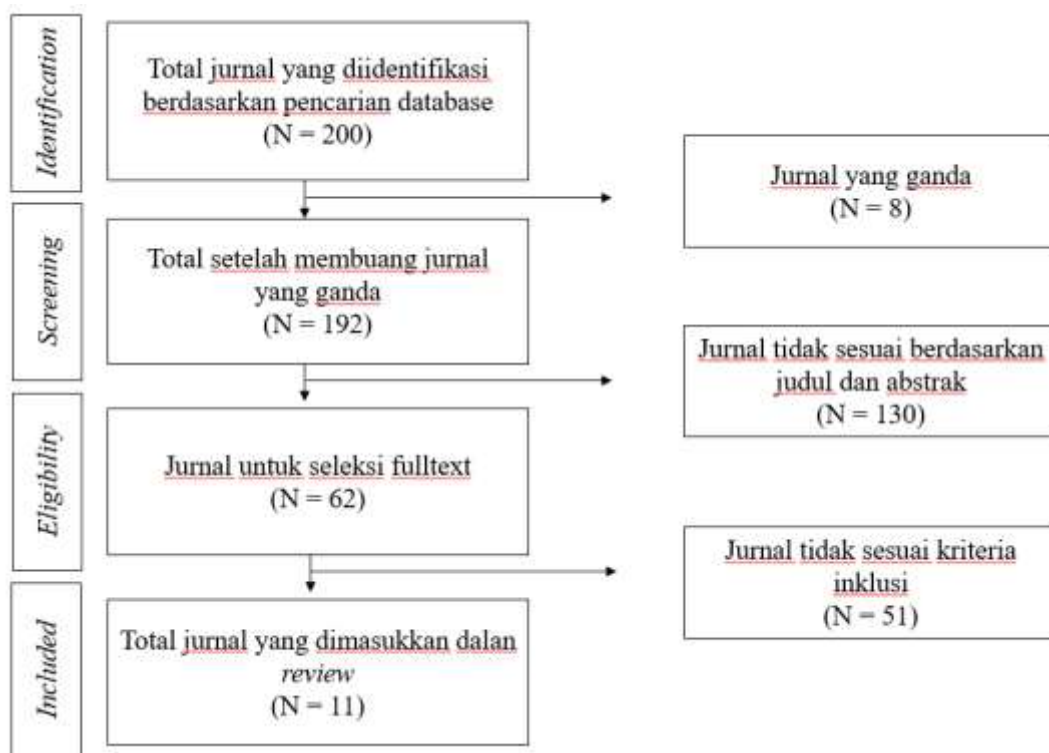 Identification
Total jurnal yang diidentifikasi
berdasarkan pencarian database
(N = 200)
Jurnal yang ganda
(N = 8)
Screening
Total setelah membuang jurnal
yang ganda
(N = 192)
Jurnal tidak sesuai berdasarkan
judul dan abstrak
(N = 130)
Eligibility
Jurnal untuk seleksi fulltext
(N = 62)
Jurnal tidak sesuai kriteria
inklusi
(N = 51)
Included
Total jurnal yang dimasukkan dalan
review
(N = 11)